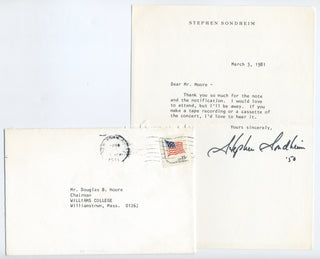 STEPHEN SONDHEIM
March 3, 1981
Dear Mr. Moore -
Thank you so much for the note
and the notification. I would love
to attend, but I'll be away. If you
make a tape recording or a cassette of
the concert, I'd love to hear it.
Yours sincerely,
Stephen Sondheim
'50
Mr. Douglas B. Moore
Chairman
WILLIAMS COLLEGE
Williamstown, Mass. 01267